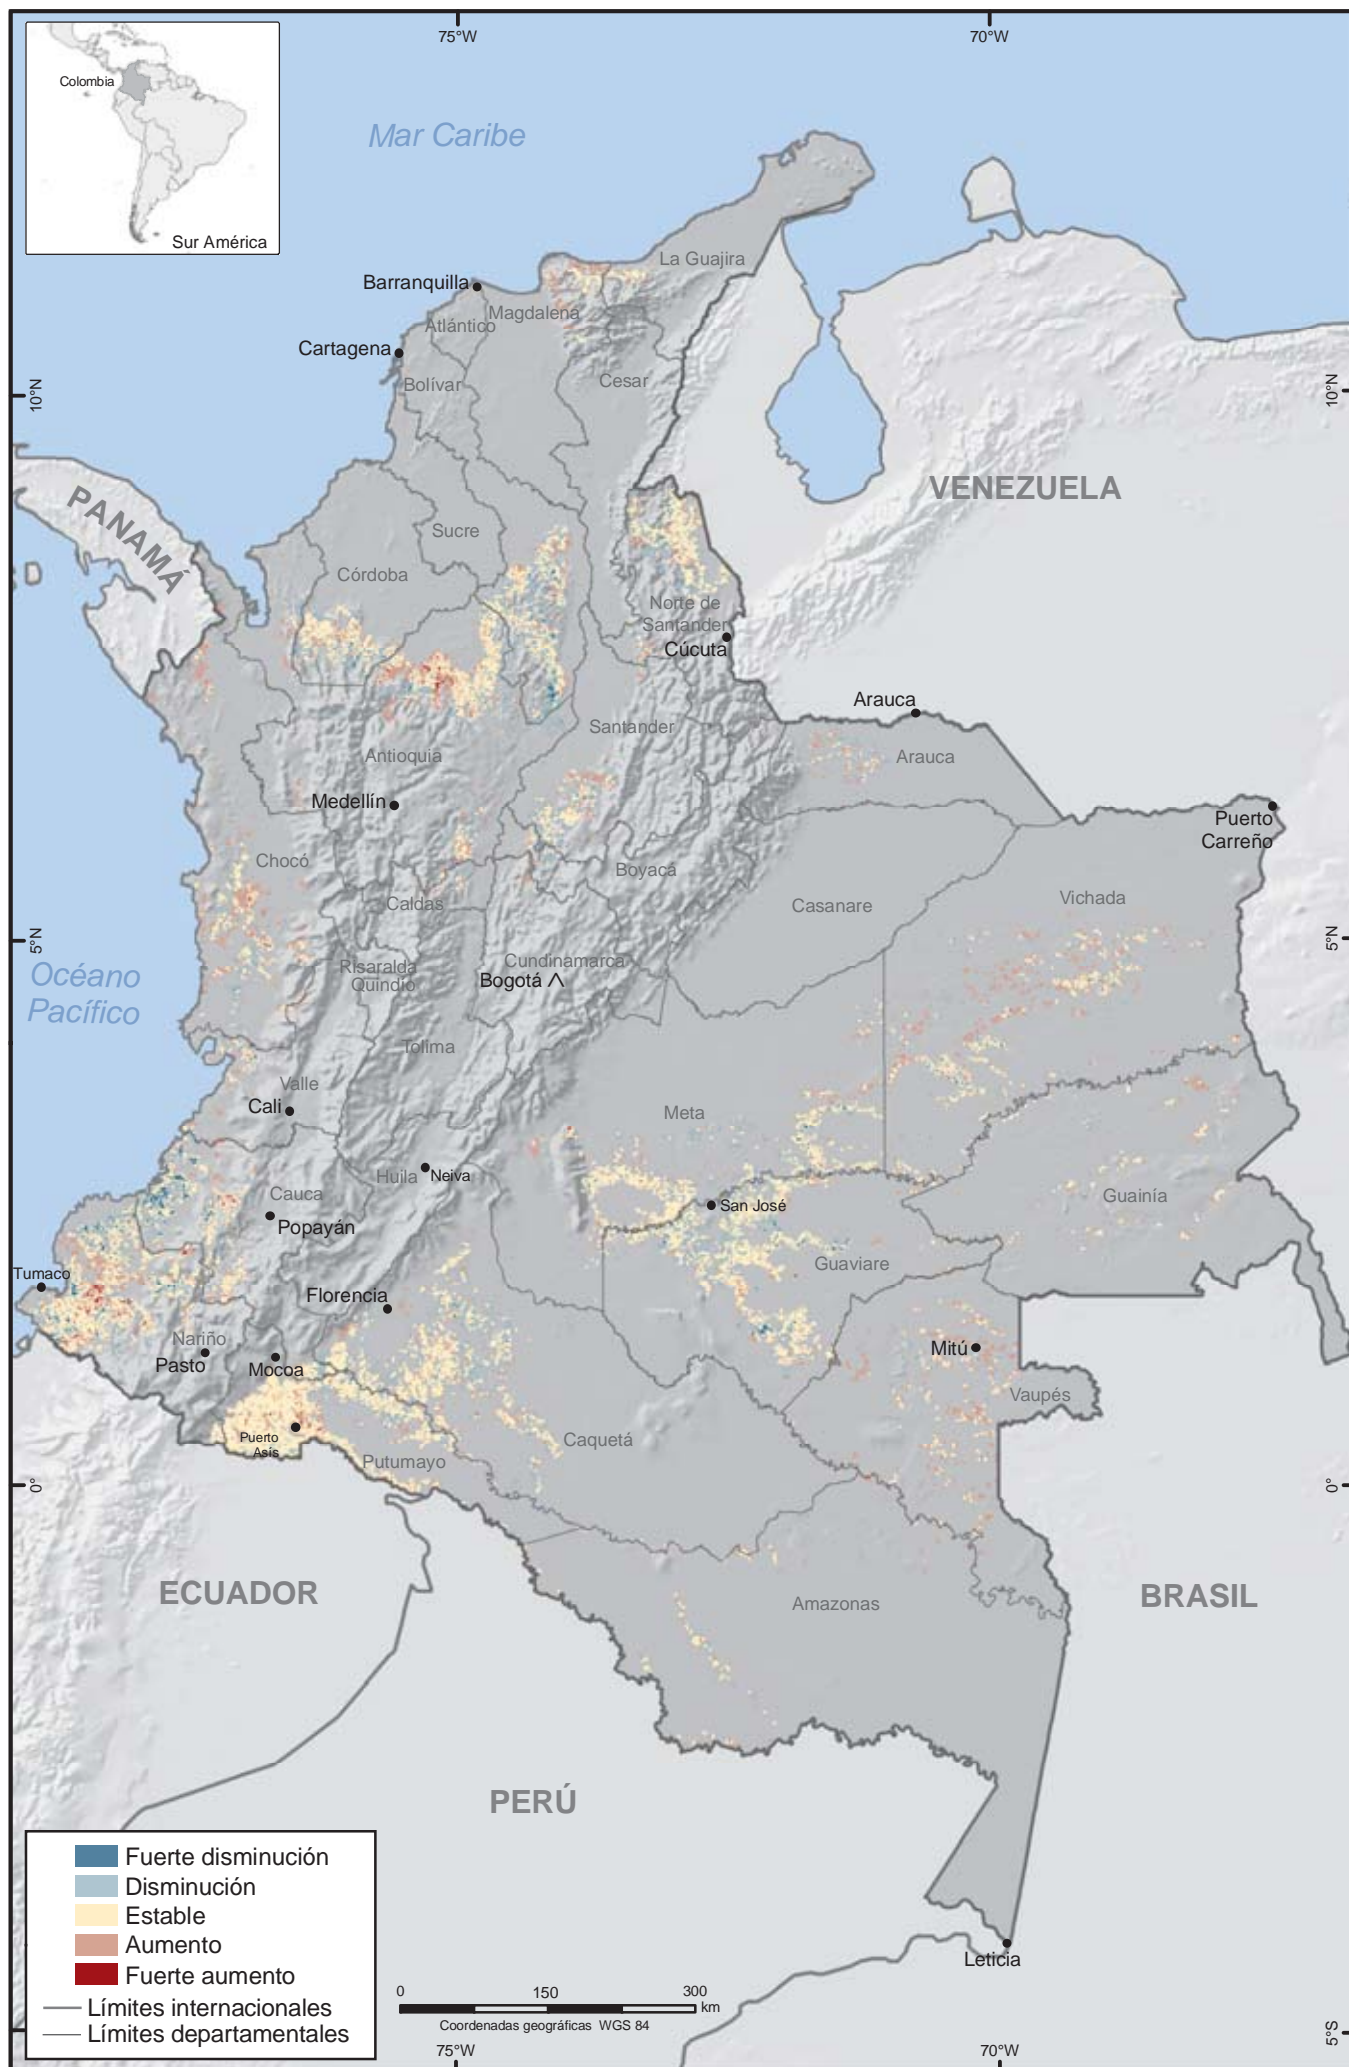 75°W
70°W
Colombia
Sur América
Mar Caribe
La Guajira
Barranquilla
Magdalena
Atlántico
Cartagena
Cesar
Bolívar
10°N
10°N
VENEZUELA
PANAMÁ
Sucre
Córdoba
Norte de
Santander
Cúcuta
Arauca
Santander
Antioquia
Arauca
Medellín
Puerto
Carreño
Chocó
Boyacá
Caldas
Casanare
Vichada
5°N
5°N
Océano
Pacífico
Risaralda
Quindío
Cundinamarca
Bogotá
Tolima
Valle
Cali
Meta
Huila
Neiva
Cauca
Popayán
San José
Guainía
Guaviare
Tumaco
Florencia
Nariño
Pasto
Mocoa
Mitú
Vaupés
Puerto
Asís
Putumayo
Caquetá
0°
0°
ECUADOR
Amazonas
BRASIL
PERÚ
Leticia
Fuerte disminución
Disminución
Estable
Aumento
Fuerte aumento
Límites internacionales
Límites departamentales
0 150 300
km
Coordenadas geográficas WGS 84
5°S
75°W
70°W